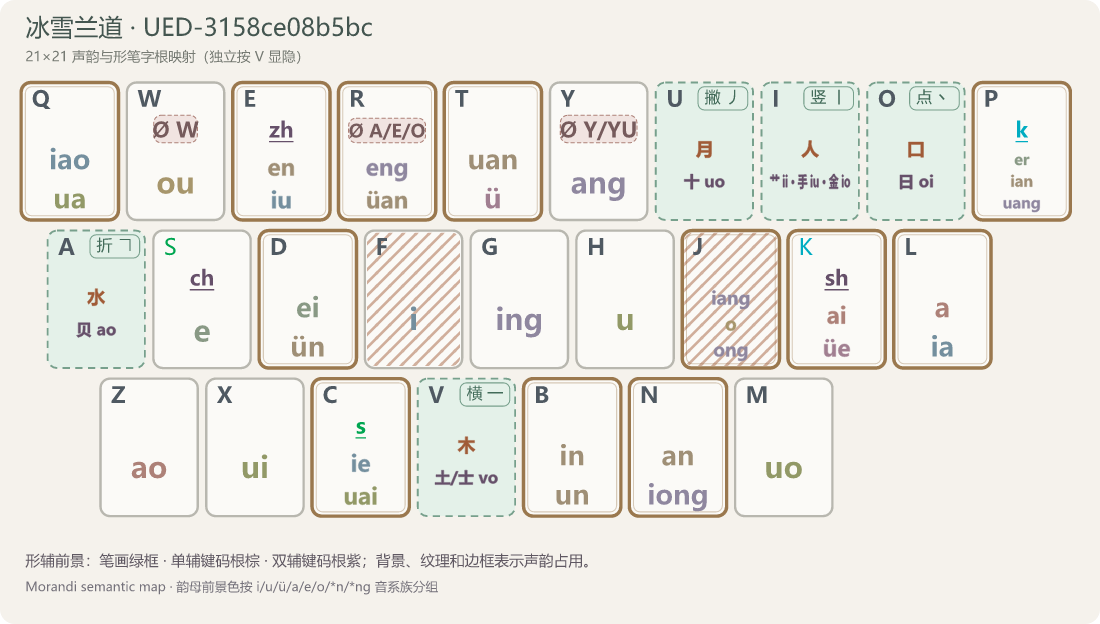 冰雪兰道 · UED-3158ce08b5bc
21×21 声韵与形笔字根映射（独立按 V 显隐）
Q
iao
ua
W
Ø W
ou
E
zh
en
iu
R
Ø A/E/O
eng
üan
T
uan
ü
Y
Ø Y/YU
ang
U
撇丿
月
十 uo
I
竖丨
人
艹 ii·手 iu·金 io
O
点丶
口
日 oi
P
k
er
ian
uang
A
折 ㇕
水
贝 ao
S
ch
e
D
ei
ün
F
i
G
ing
H
u
J
iang
o
ong
K
sh
ai
üe
L
a
ia
Z
ao
X
ui
C
s
ie
uai
V
横一
木
土/士 vo
B
in
un
N
an
iong
M
uo
形辅前景：笔画绿框 · 单辅键码根棕 · 双辅键码根紫；背景、纹理和边框表示声韵占用。
Morandi semantic map · 韵母前景色按 i/u/ü/a/e/o/*n/*ng 音系族分组